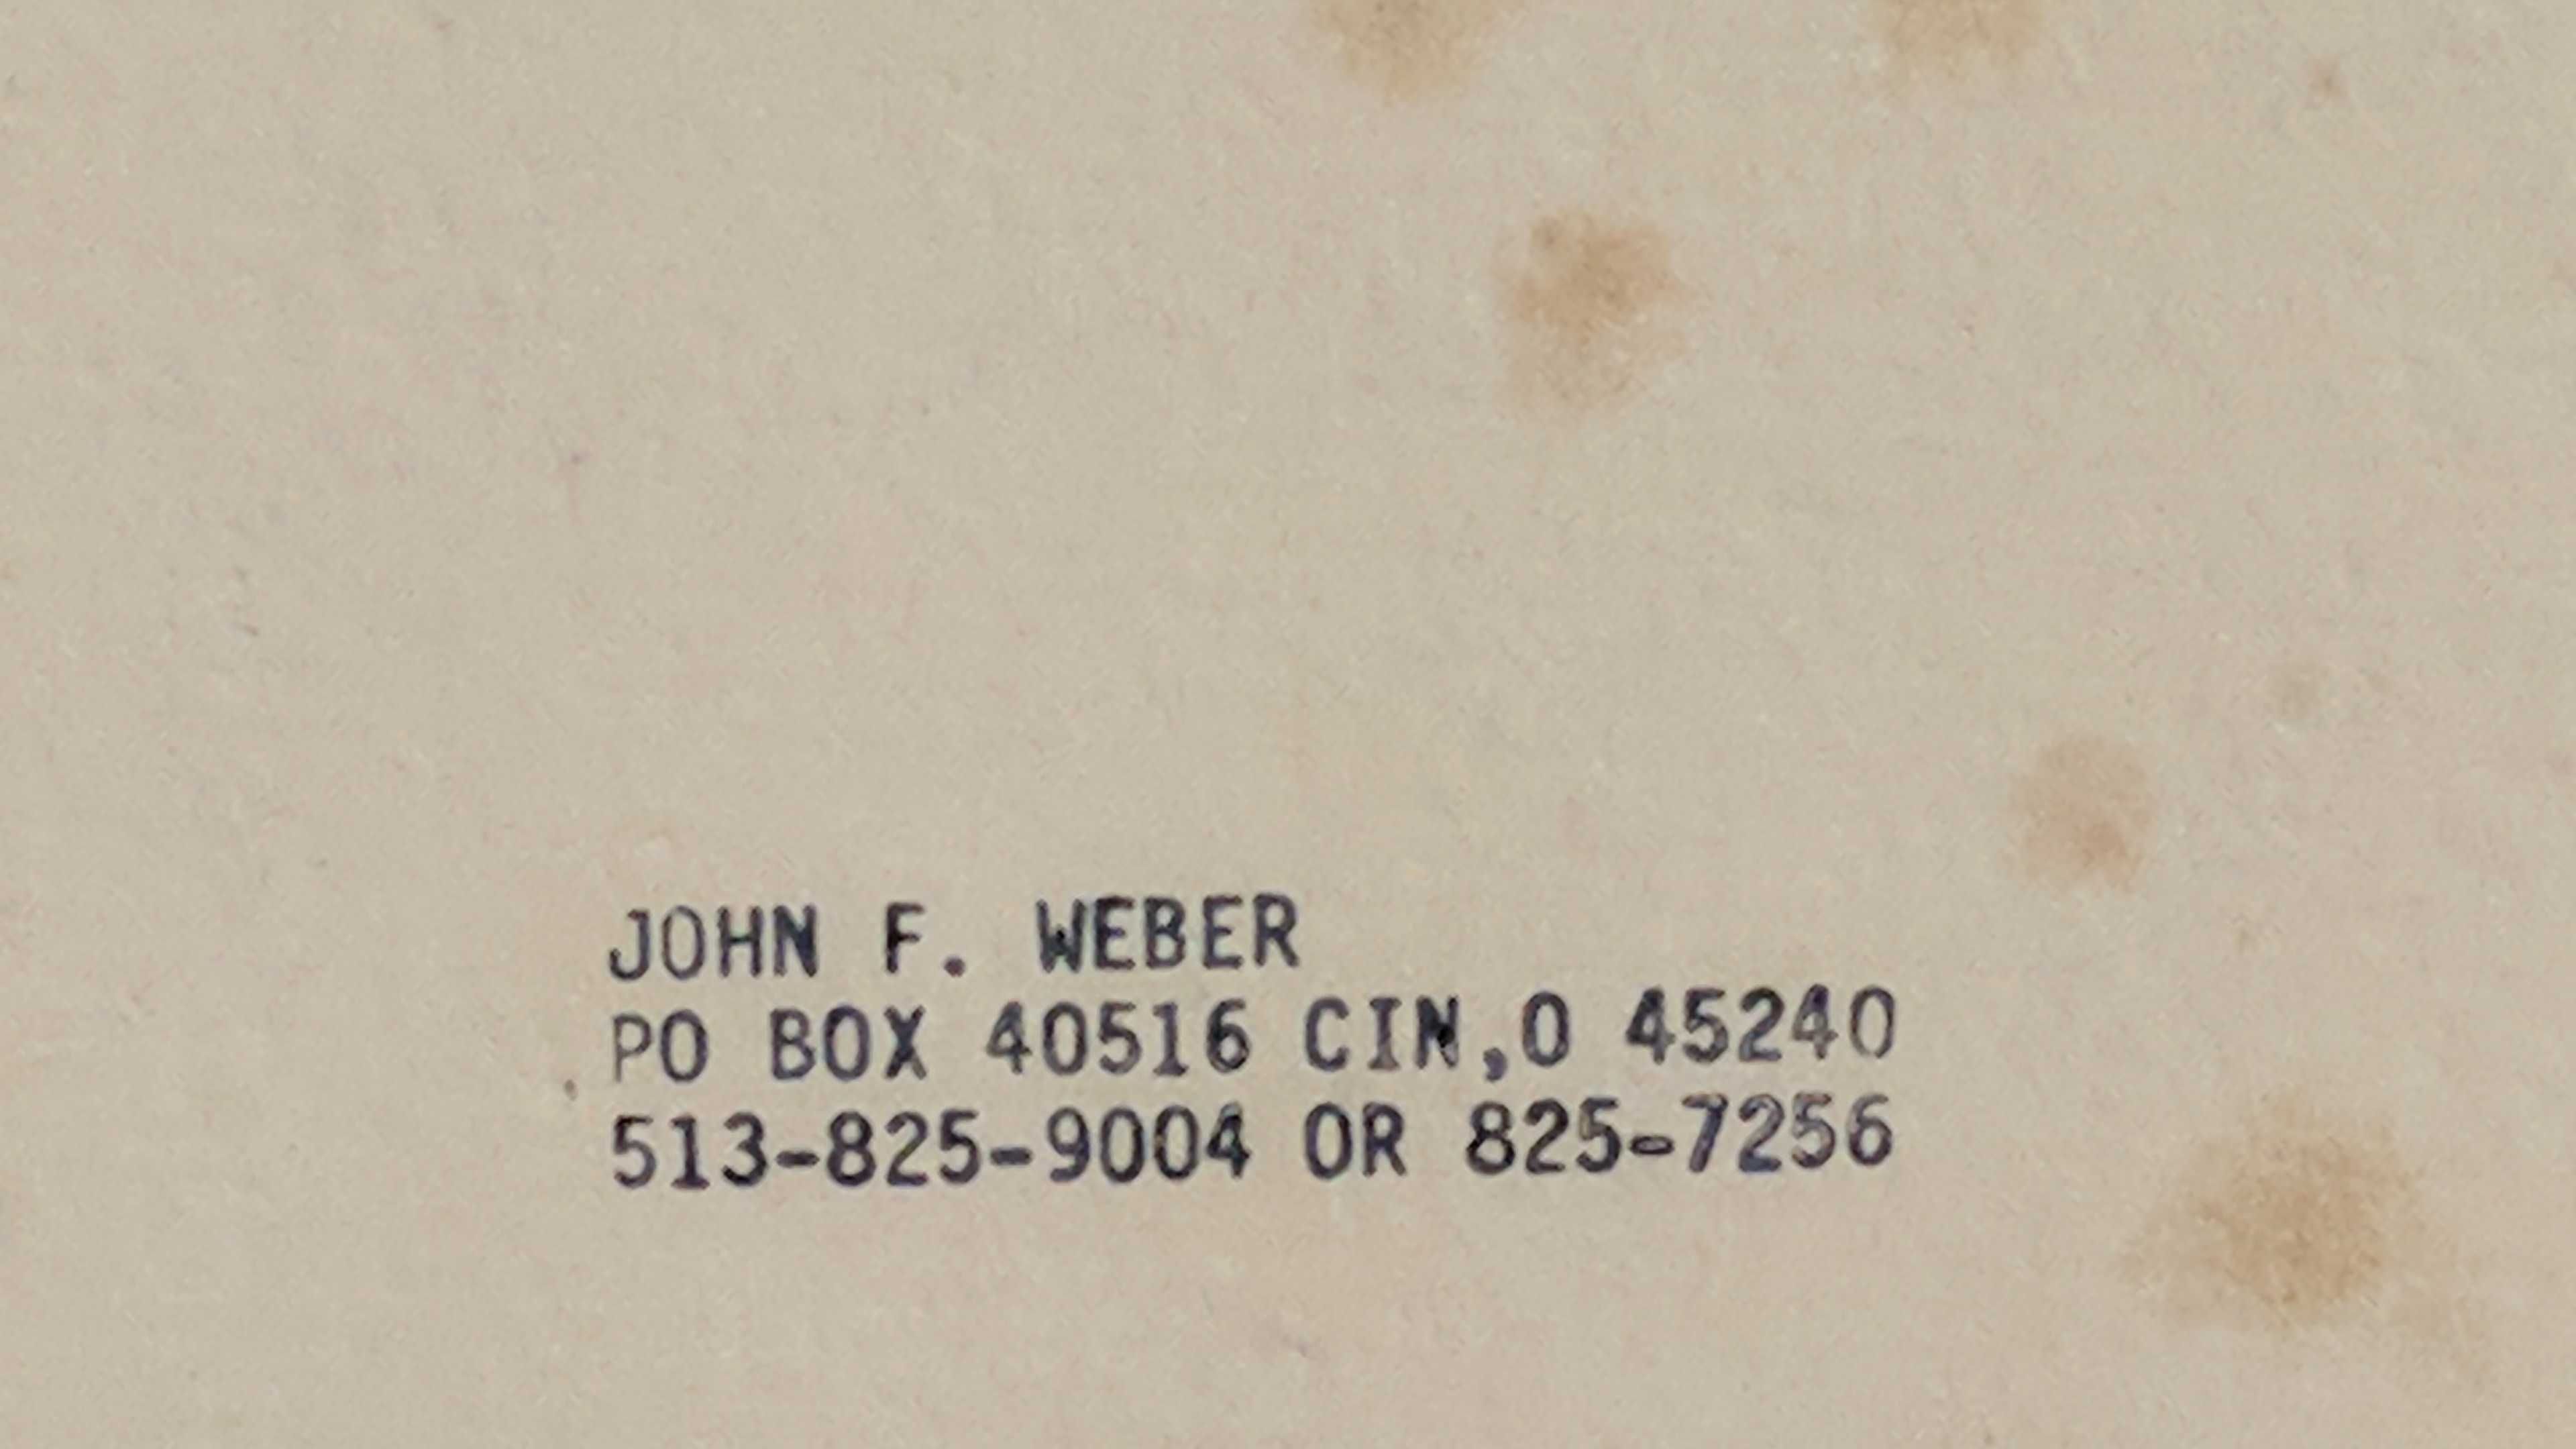 JOHN F. WEBER
PO BOX 40516 CIN,O 45240
513-825-9004 OR 825-7256